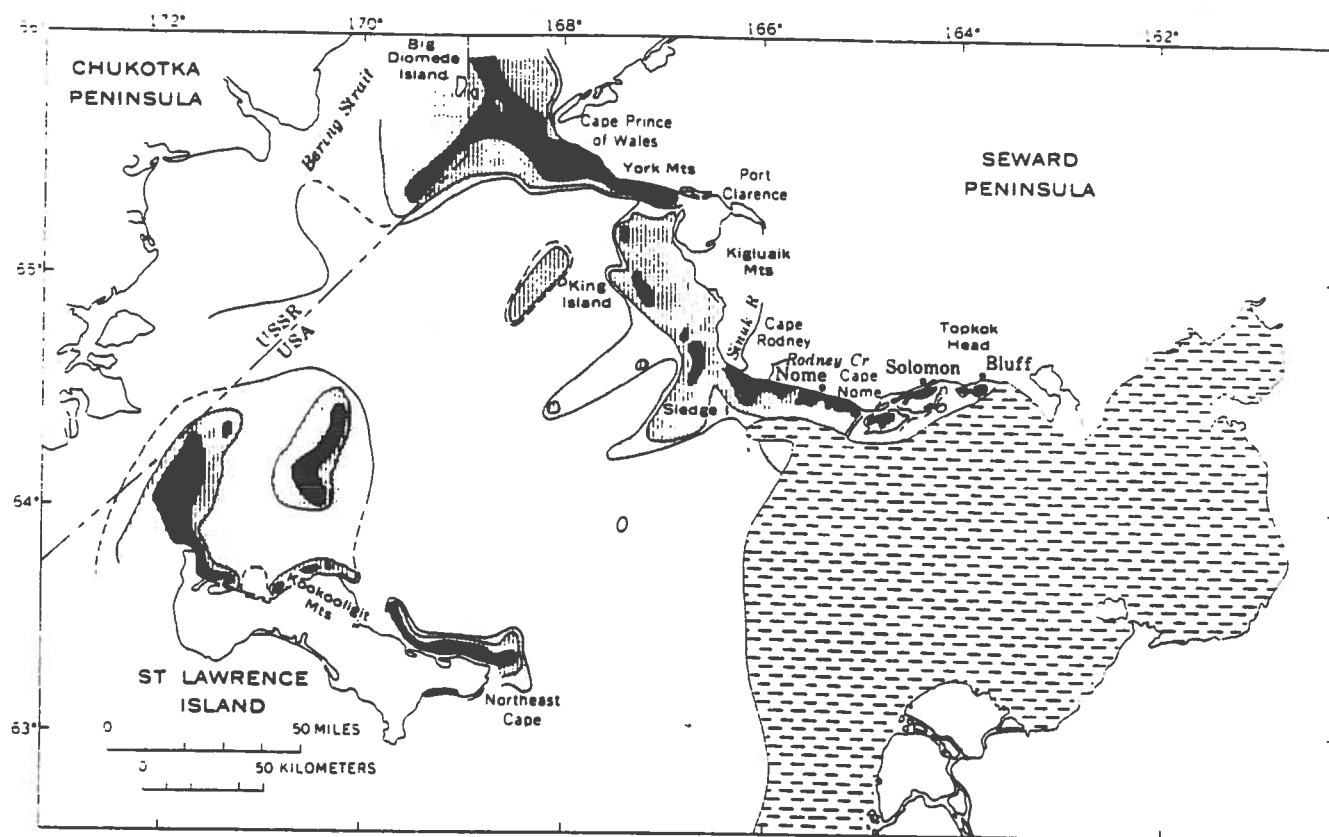 172°
170°
168°
166°
164°
162°
CHUKOTKA
PENINSULA
Bering Strait
Big
Diomede
Island
Cape Prince
of Wales
York Mts
Port
Clarence
SEWARD
PENINSULA
65°
Kigluaik
Mts
King
Island
USSR
USA
Sinuk R
Cape
Rodney
Rodney Cr
Nome
Cape
Nome
Solomon
Topkok
Head
Bluff
Sledge I
64°
Kookooligit
Mts
ST LAWRENCE
ISLAND
Northeast
Cape
63°
0 50 MILES
0 50 KILOMETERS